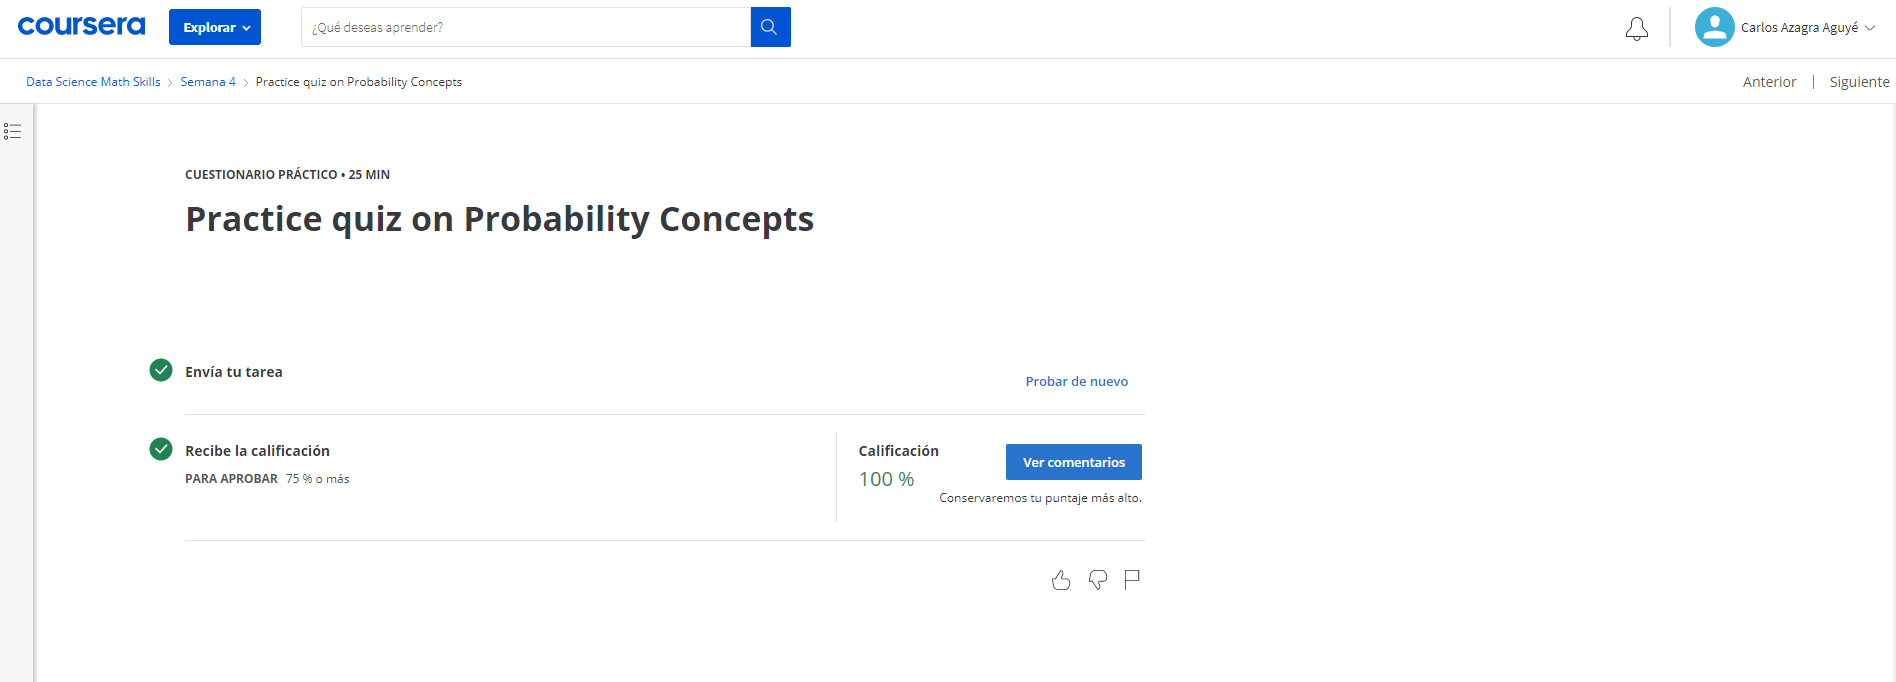 coursera
Explorar
¿Qué deseas aprender?
Carlos Azagra Aguyé
Data Science Math Skills > Semana 4 > Practice quiz on Probability Concepts
Anterior | Siguiente
CUESTIONARIO PRÁCTICO • 25 MIN
Practice quiz on Probability Concepts
Envía tu tarea
Probar de nuevo
Recibe la calificación
PARA APROBAR 75 % o más
Calificación
100 %
Ver comentarios
Conservaremos tu puntaje más alto.